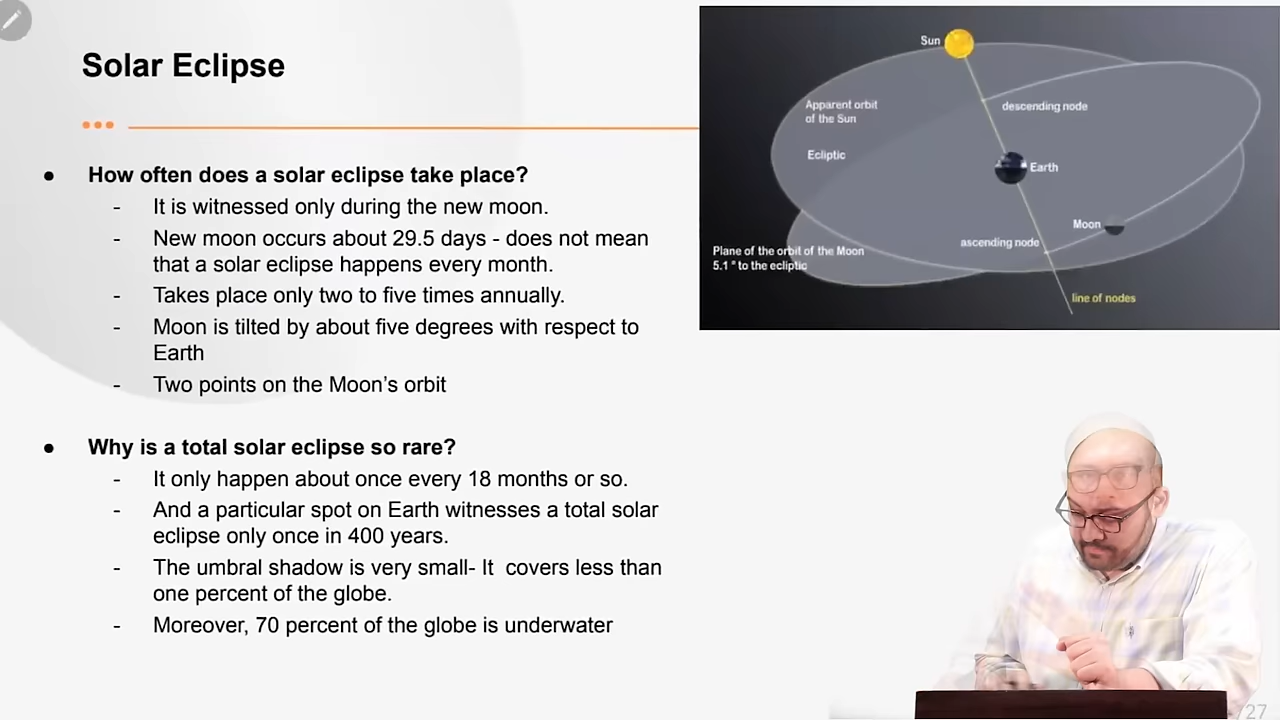 Solar Eclipse
● How often does a solar eclipse take place?
- It is witnessed only during the new moon.
- New moon occurs about 29.5 days - does not mean
that a solar eclipse happens every month.
- Takes place only two to five times annually.
- Moon is tilted by about five degrees with respect to
Earth
- Two points on the Moon’s orbit
● Why is a total solar eclipse so rare?
- It only happen about once every 18 months or so.
- And a particular spot on Earth witnesses a total solar
eclipse only once in 400 years.
- The umbral shadow is very small- It  covers less than
one percent of the globe.
- Moreover, 70 percent of the globe is underwater
Sun
Apparent orbit
of the Sun
descending node
Ecliptic
Earth
Moon
ascending node
Plane of the orbit of the Moon
5.1 ° to the ecliptic
line of nodes
/27